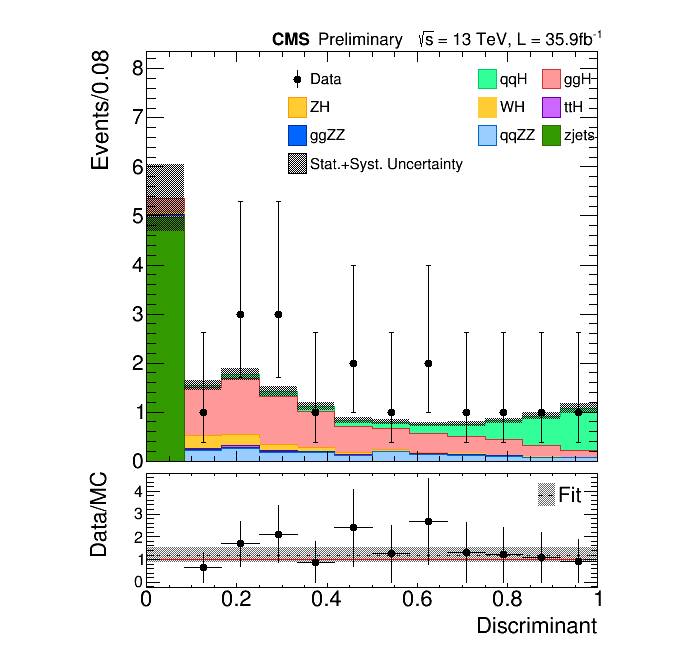 CMS Preliminary √s = 13 TeV, L = 35.9fb⁻¹
Events/0.08
8
7
6
5
4
3
2
1
0
Data
qqH
ggH
ZH
WH
ttH
ggZZ
qqZZ
zjets
Stat.+Syst. Uncertainty
Data/MC
4
3
2
1
0
Fit
0 0.2 0.4 0.6 0.8 1
Discriminant